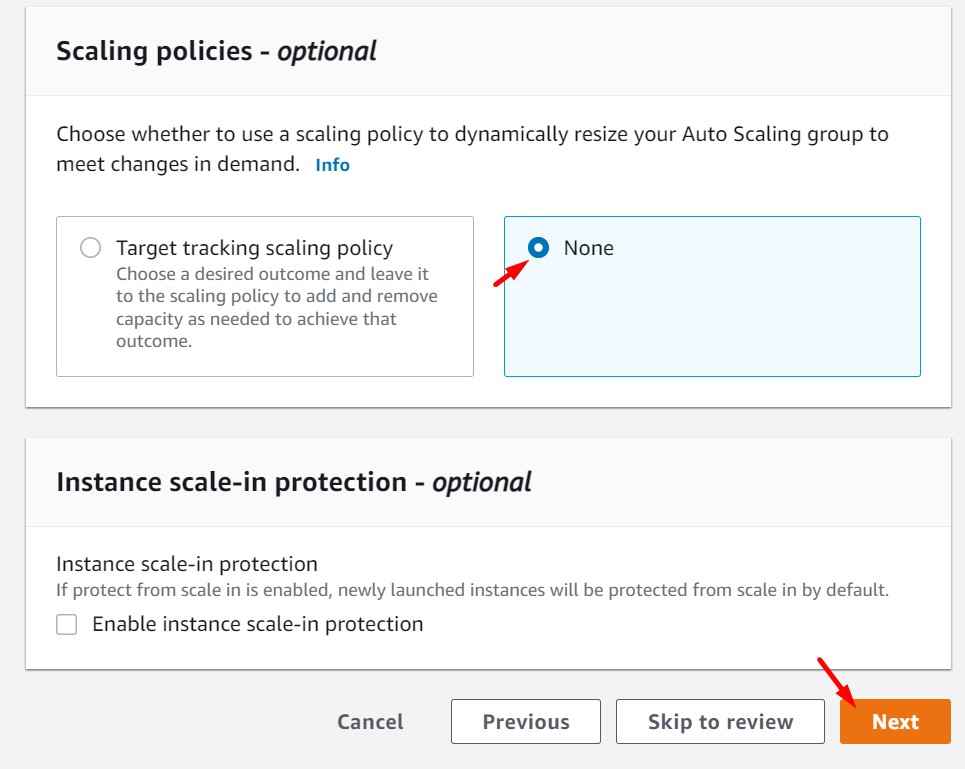 Scaling policies - optional
Choose whether to use a scaling policy to dynamically resize your Auto Scaling group to
meet changes in demand. Info
Target tracking scaling policy
Choose a desired outcome and leave it
to the scaling policy to add and remove
capacity as needed to achieve that
outcome.
None
Instance scale-in protection - optional
Instance scale-in protection
If protect from scale in is enabled, newly launched instances will be protected from scale in by default.
Enable instance scale-in protection
Cancel Previous Skip to review Next